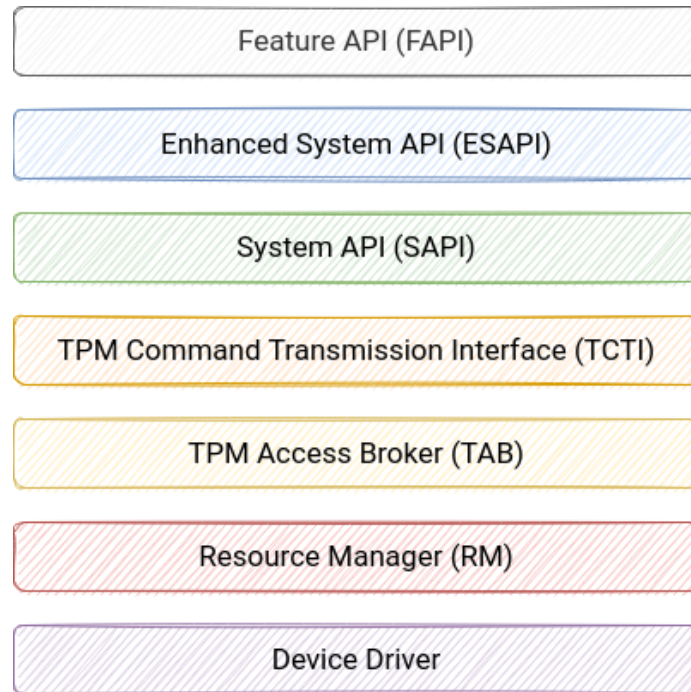 Feature API (FAPI)
Enhanced System API (ESAPI)
System API (SAPI)
TPM Command Transmission Interface (TCTI)
TPM Access Broker (TAB)
Resource Manager (RM)
Device Driver